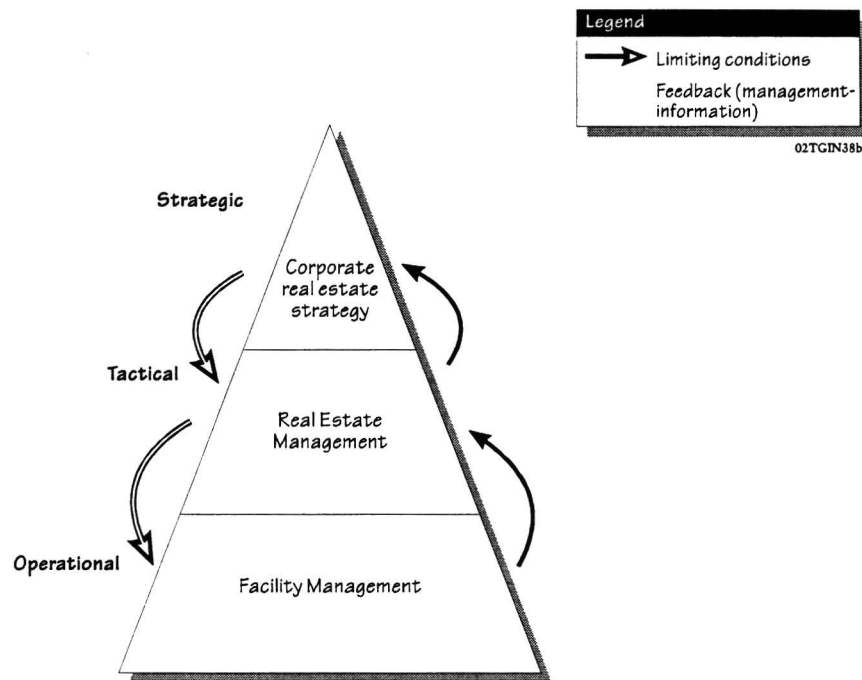 Legend
Limiting conditions
Feedback (management-
information)
02TGIN38b
Strategic
Corporate
real estate
strategy
Tactical
Real Estate
Management
Operational
Facility Management